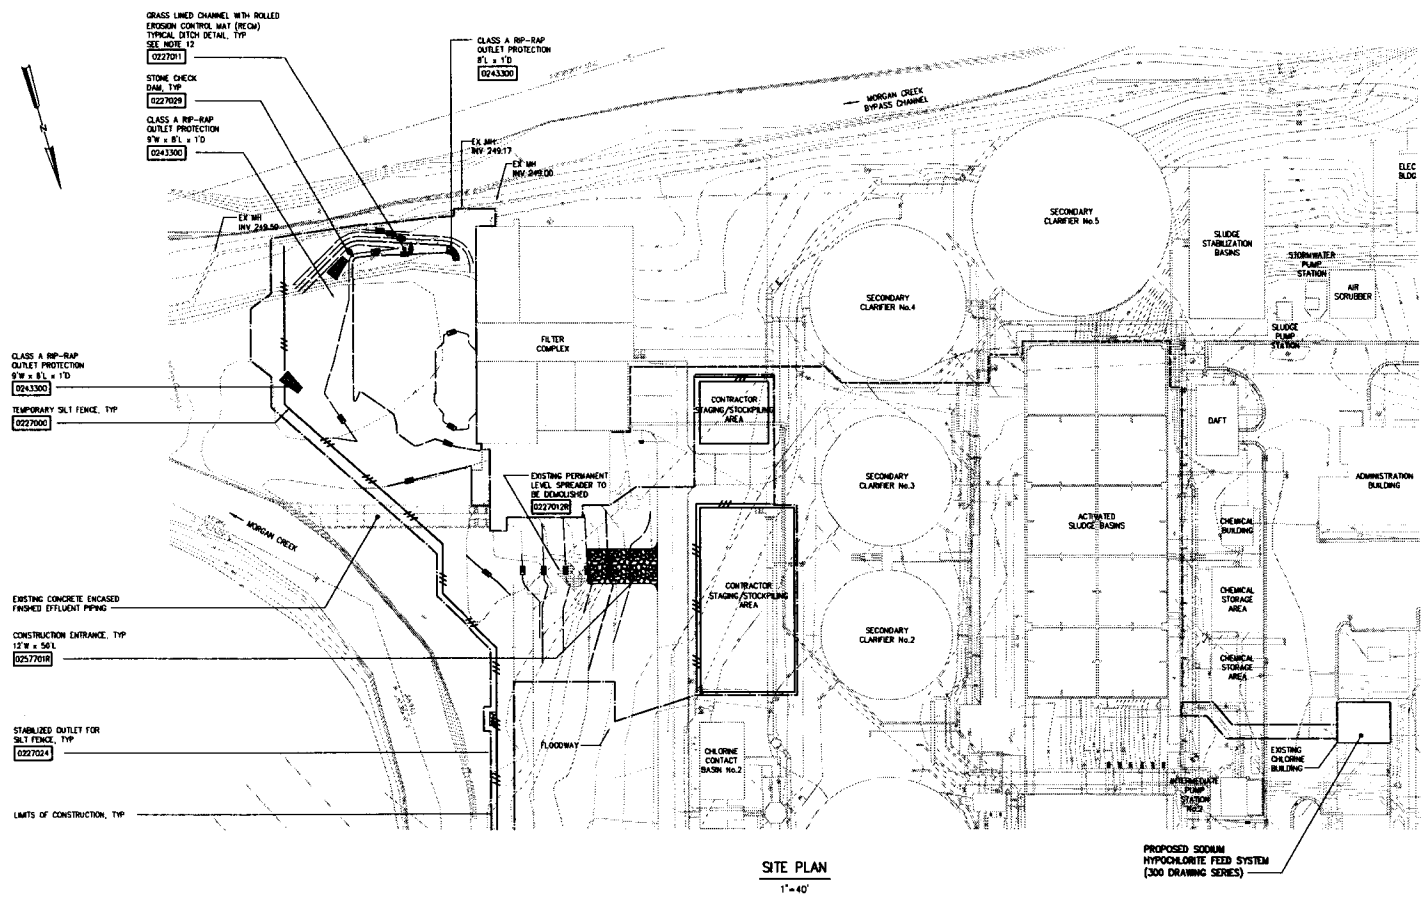 GRASS LINED CHANNEL WITH ROLLED
EROSION CONTROL MAT (RECM)
TYPICAL DITCH DETAIL, TYP
SEE NOTE 12
0227011
STONE CHECK
DAM, TYP
0227029
CLASS A RIP-RAP
OUTLET PROTECTION
9'W x 8'L x 1'D
0243300
CLASS A RIP-RAP
OUTLET PROTECTION
8'L x 1'D
0243300
MORGAN CREEK
BYPASS CHANNEL
N
EX MH
INV 249.17
EX MH
INV 249.00
EX MH
INV 249.50
SECONDARY
CLARIFIER No.5
SLUDGE
STABILIZATION
BASINS
ELEC
BLDG
STORMWATER
PUMP
STATION
AIR
SCRUBBER
SLUDGE
PUMP
STATION
SECONDARY
CLARIFIER No.4
FILTER
COMPLEX
CLASS A RIP-RAP
OUTLET PROTECTION
9'W x 8'L x 1'D
0243300
TEMPORARY SILT FENCE, TYP
0227000
CONTRACTOR
STAGING/STOCKPILING
AREA
DAFT
EXISTING PERMANENT
LEVEL SPREADER TO
BE DEMOLISHED
0227012R
SECONDARY
CLARIFIER No.3
ADMINISTRATION
BUILDING
MORGAN CREEK
ACTIVATED
SLUDGE BASINS
CHEMICAL
BUILDING
EXISTING CONCRETE ENCASED
FINISHED EFFLUENT PIPING
CONTRACTOR
STAGING/STOCKPILING
AREA
CHEMICAL
STORAGE
AREA
CONSTRUCTION ENTRANCE, TYP
12'W x 50'L
0257701R
SECONDARY
CLARIFIER No.2
CHEMICAL
STORAGE
AREA
STABILIZED OUTLET FOR
SILT FENCE, TYP
0227024
FLOODWAY
CHLORINE
CONTACT
BASIN No.2
EXISTING
CHLORINE
BUILDING
INTERMEDIATE
PUMP
STATION
No.2
LIMITS OF CONSTRUCTION, TYP
PROPOSED SODIUM
HYPOCHLORITE FEED SYSTEM
(300 DRAWING SERIES)
SITE PLAN
1"=40'